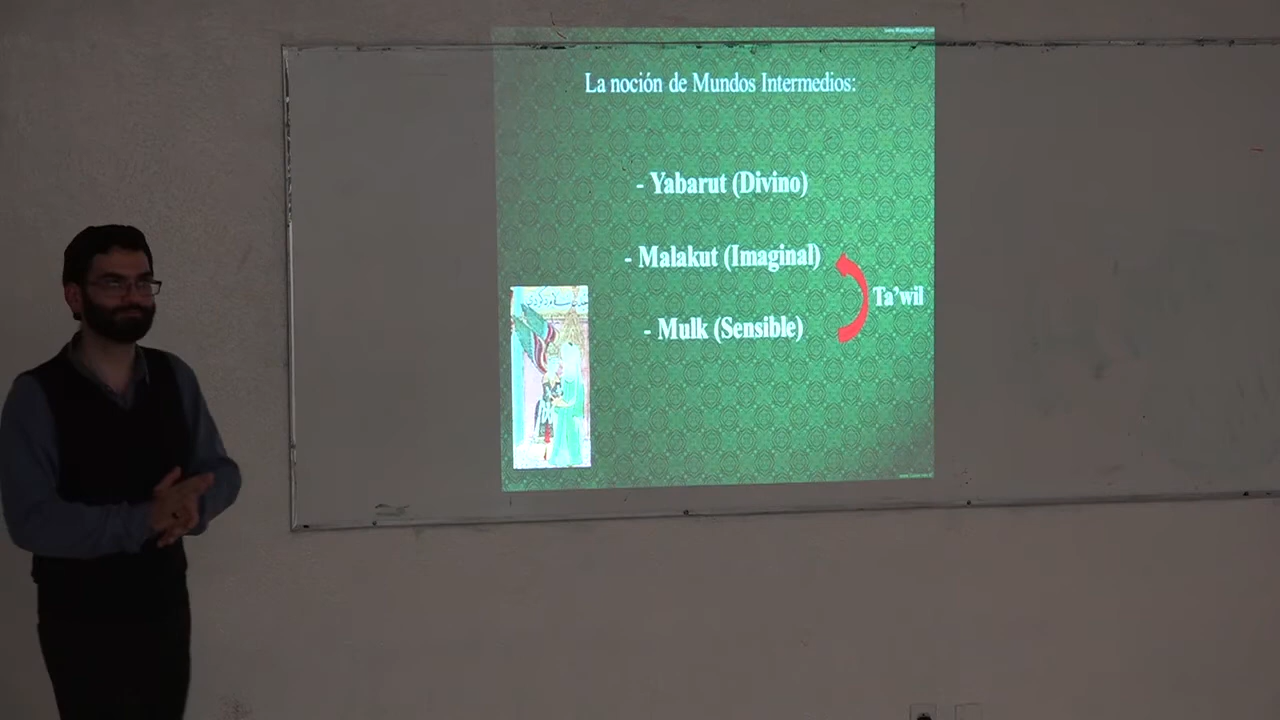 La noción de Mundos Intermedios:
- Yabarut (Divino)
- Malakut (Imaginal)
Ta'wil
- Mulk (Sensible)